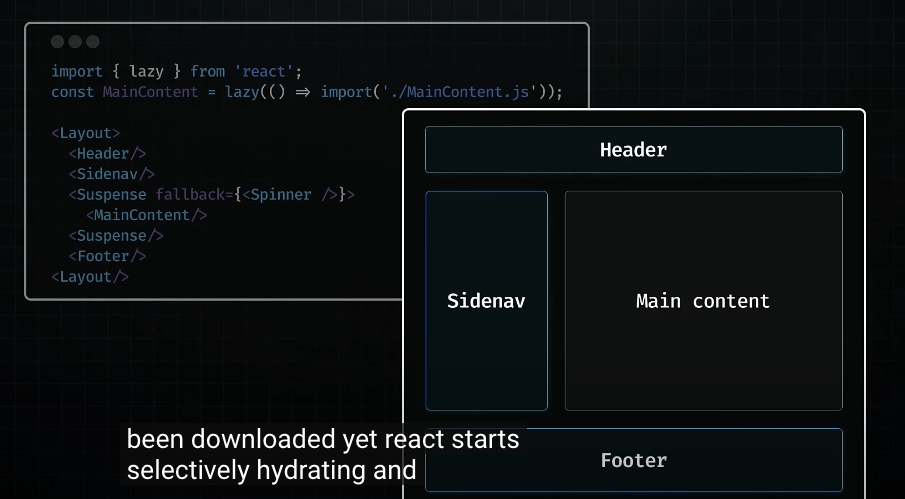 import { lazy } from 'react';
const MainContent = lazy(() => import('./MainContent.js'));
<Layout>
<Header/>
<Sidenav/>
<Suspense fallback={<Spinner />}>
<MainContent/>
<Suspense/>
<Footer/>
<Layout/>
Header
Sidenav
Main content
Footer
been downloaded yet react starts
selectively hydrating and